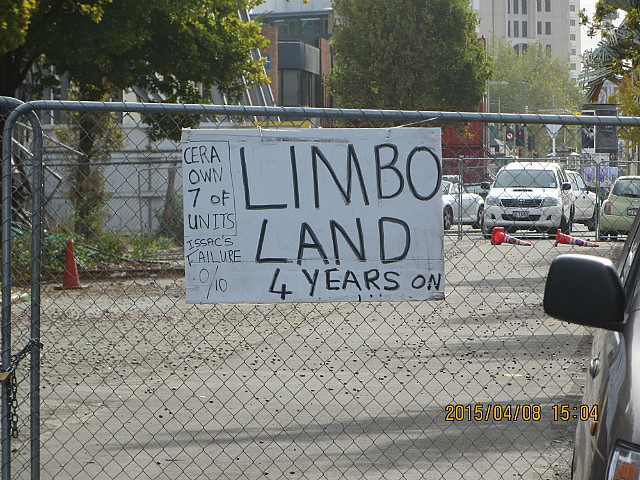 CERA
OWN
7 OF
UNITS
ISSAC'S
FAILURE
0/10
LIMBO
LAND
4 YEARS ON
2015/04/08 15:04